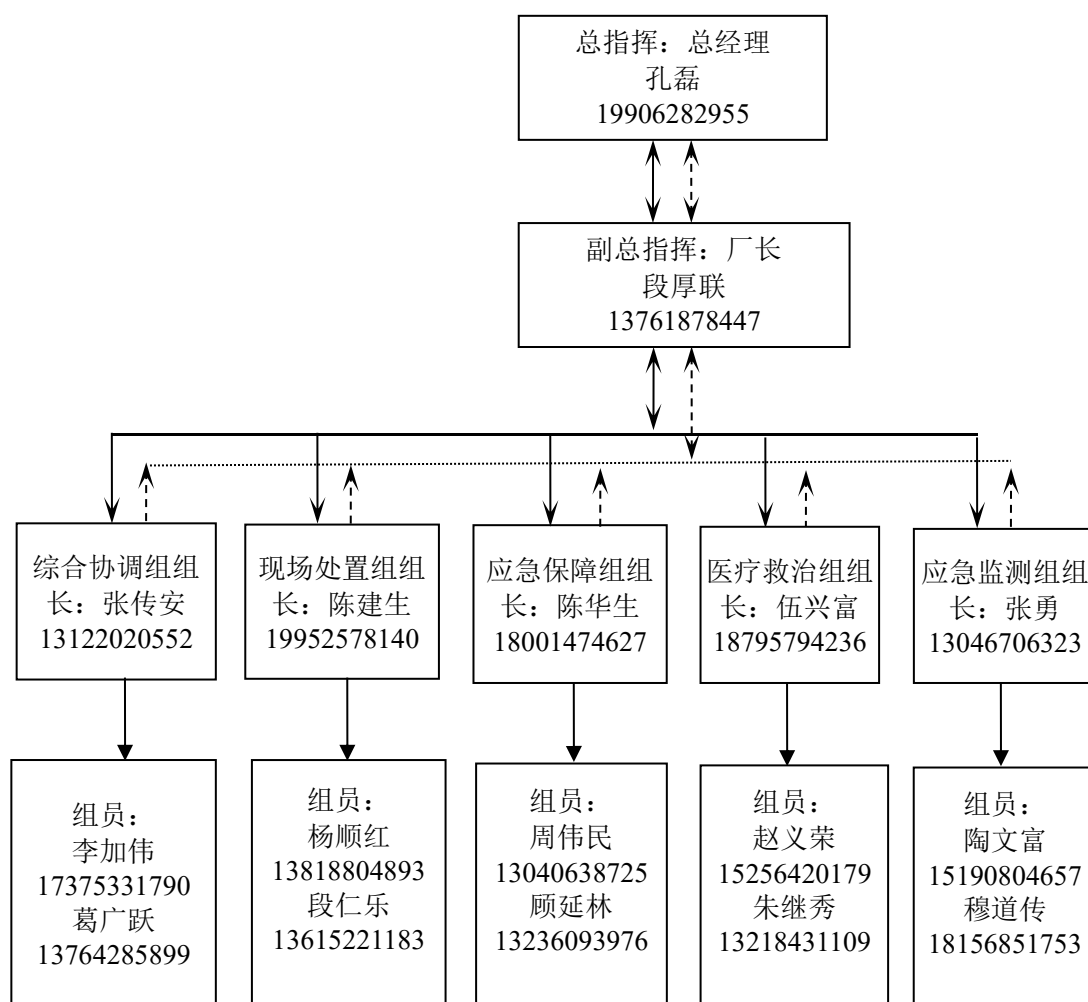 总指挥：总经理
孔磊
19906282955
副总指挥：厂长
段厚联
13761878447
综合协调组组
长：张传安
13122020552
现场处置组组
长：陈建生
19952578140
应急保障组组
长：陈华生
18001474627
医疗救治组组
长：伍兴富
18795794236
应急监测组组
长：张勇
13046706323
组员：
李加伟
17375331790
葛广跃
13764285899
组员：
杨顺红
13818804893
段仁乐
13615221183
组员：
周伟民
13040638725
顾延林
13236093976
组员：
赵义荣
15256420179
朱继秀
13218431109
组员：
陶文富
15190804657
穆道传
18156851753